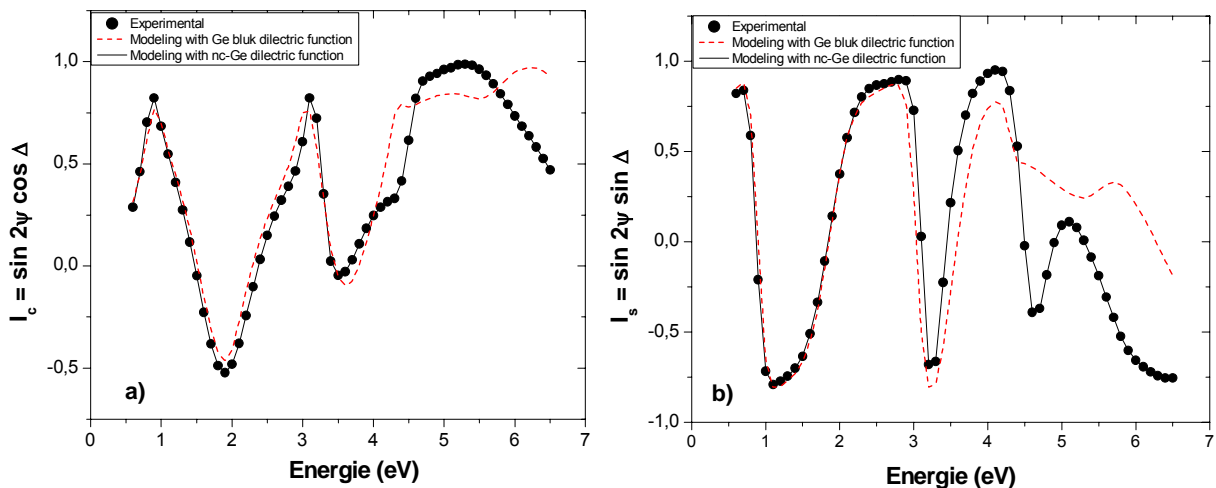 Experimental
Modeling with Ge bluk dilectric function
Modeling with nc-Ge dilectric function
1,0
0,5
0,0
-0,5
I_c = sin 2ψ cos Δ
a)
0 1 2 3 4 5 6 7
Energie (eV)
Experimental
Modeling with Ge bluk dilectric function
Modeling with nc-Ge dilectric function
1,0
0,5
0,0
-0,5
-1,0
I_s = sin 2ψ sin Δ
b)
0 1 2 3 4 5 6 7
Energie (eV)